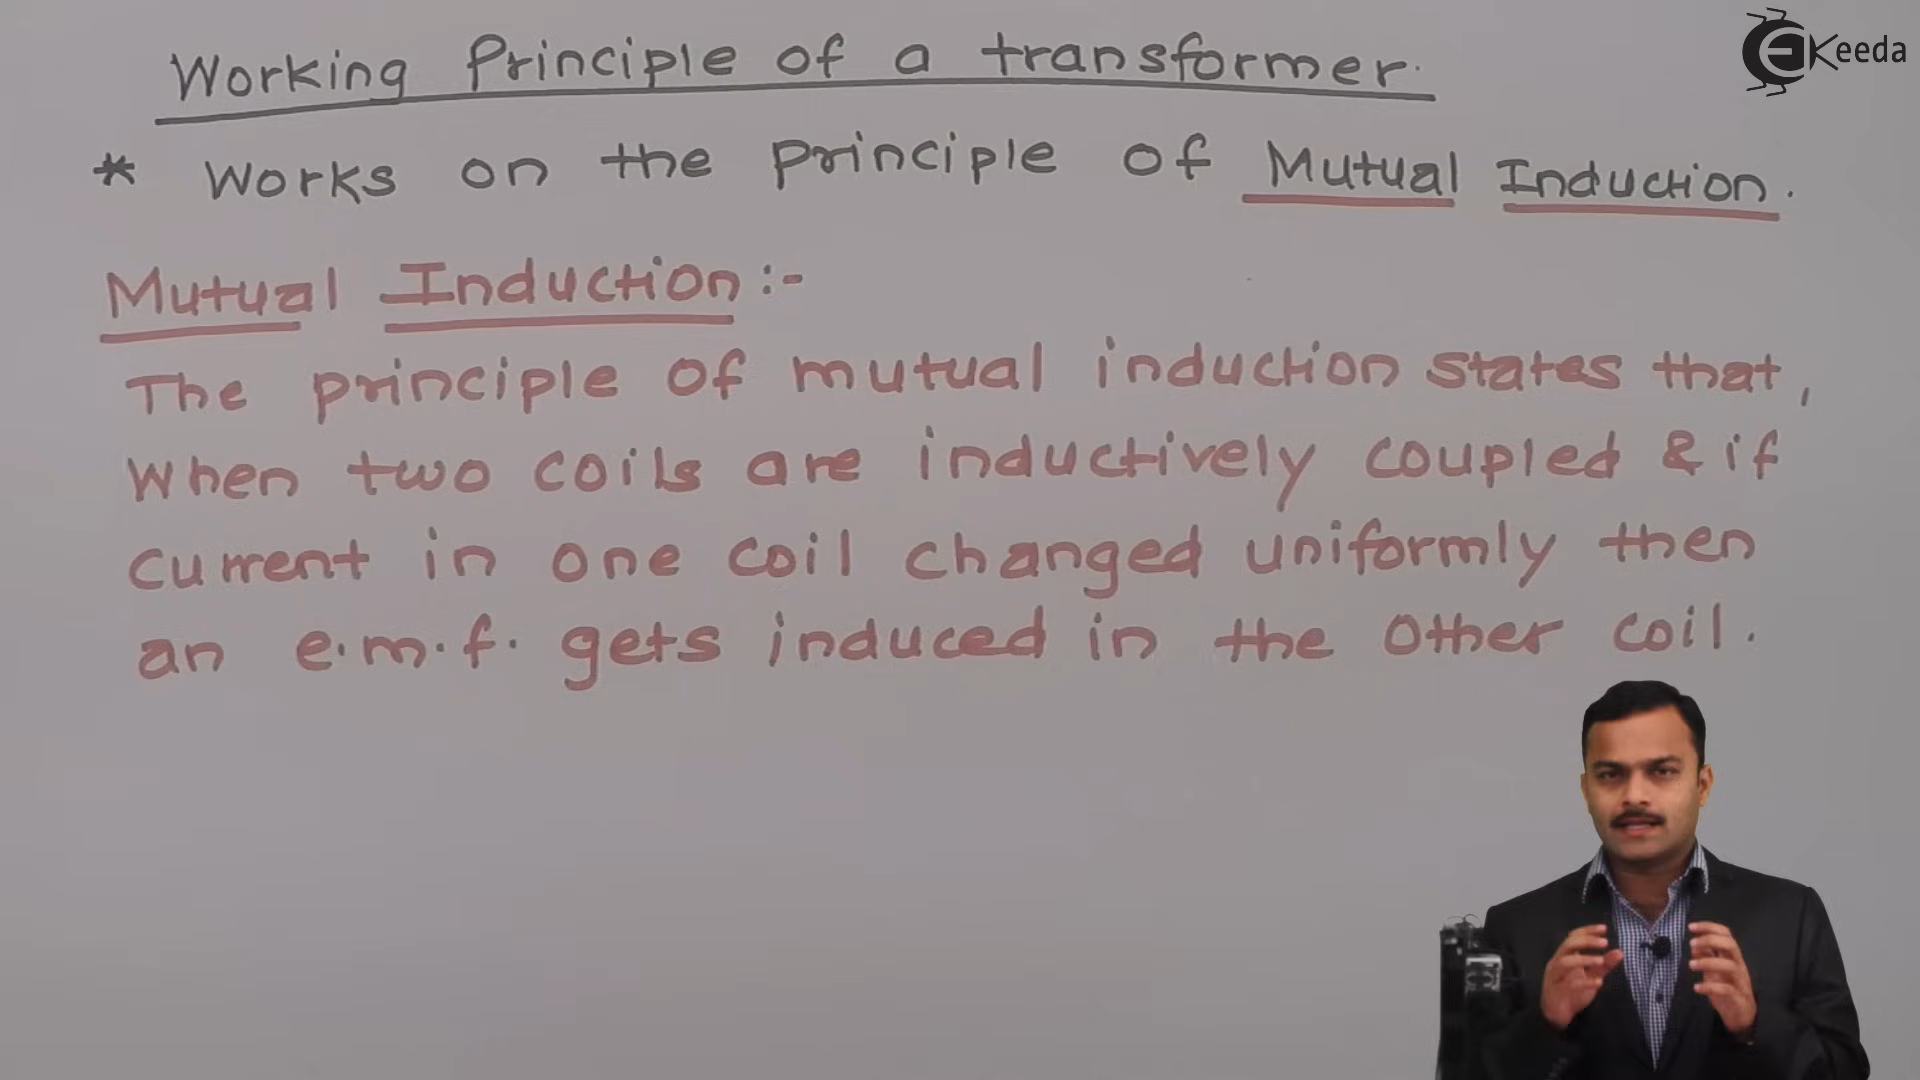 Working Principle of a transformer.
Keeda
* Works on the principle of Mutual Induction.
Mutual Induction:-
The principle of mutual induction states that,
When two coils are inductively coupled & if
current in one coil changed uniformly then
an e.m.f. gets induced in the other coil.